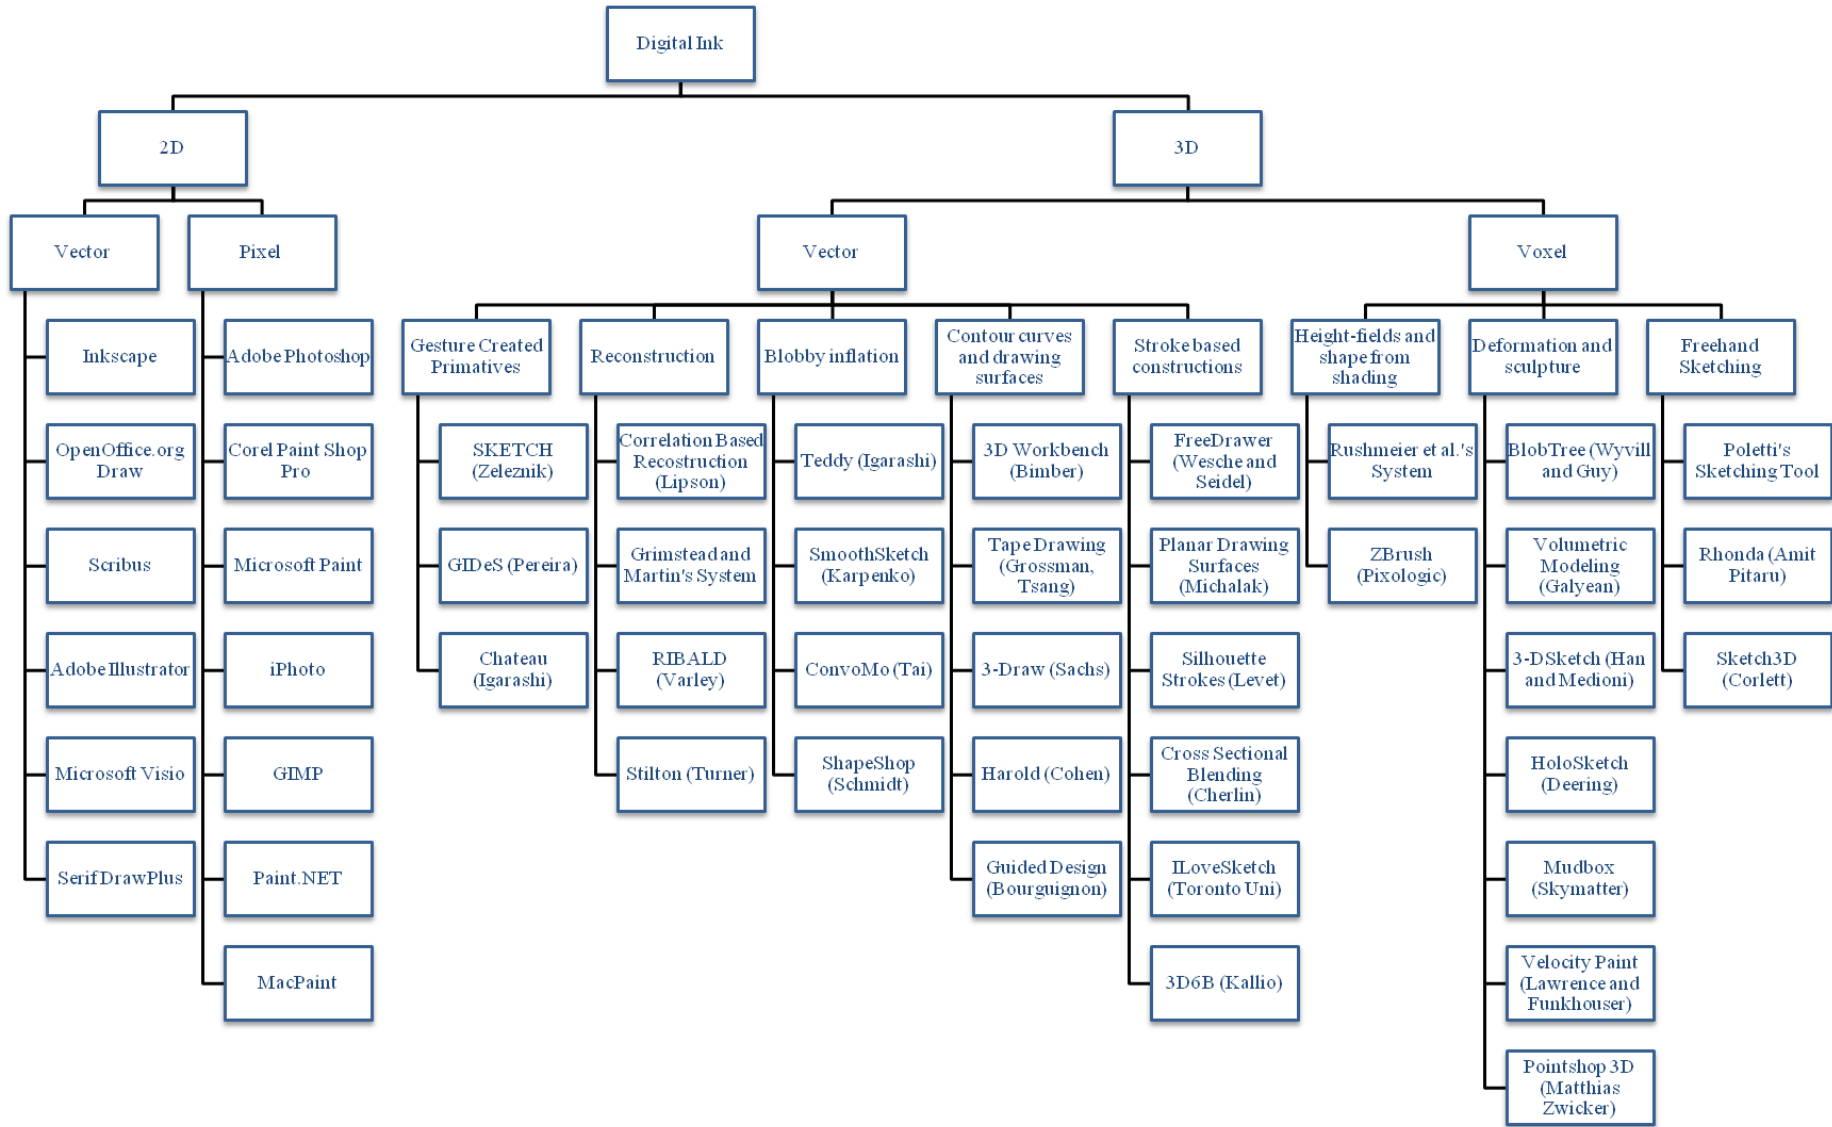 Digital Ink
2D
3D
Vector
Pixel
Vector
Voxel
Inkscape
OpenOffice.org
Draw
Scribus
Adobe Illustrator
Microsoft Visio
Serif DrawPlus
Adobe Photoshop
Corel Paint Shop
Pro
Microsoft Paint
iPhoto
GIMP
Paint.NET
MacPaint
Gesture Created
Primatives
SKETCH
(Zeleznik)
GIDeS (Pereira)
Chateau
(Igarashi)
Reconstruction
Correlation Based
Recostruction
(Lipson)
Grimstead and
Martin's System
RIBALD
(Varley)
Stilton (Turner)
Blobby inflation
Teddy (Igarashi)
SmoothSketch
(Karpenko)
ConvoMo (Tai)
ShapeShop
(Schmidt)
Contour curves
and drawing
surfaces
3D Workbench
(Bimber)
Tape Drawing
(Grossman,
Tsang)
3-Draw (Sachs)
Harold (Cohen)
Guided Design
(Bourguignon)
Stroke based
constructions
FreeDrawer
(Wesche and
Seidel)
Planar Drawing
Surfaces
(Michalak)
Silhouette
Strokes (Levet)
Cross Sectional
Blending
(Cherlin)
ILoveSketch
(Toronto Uni)
3D6B (Kallio)
Height-fields and
shape from
shading
Rushmeier et al.'s
System
ZBrush
(Pixologic)
Deformation and
sculpture
BlobTree (Wyvill
and Guy)
Volumetric
Modeling
(Galyean)
3-DSketch (Han
and Medioni)
HoloSketch
(Deering)
Mudbox
(Skymatter)
Velocity Paint
(Lawrence and
Funkhouser)
Pointshop 3D
(Matthias
Zwicker)
Freehand
Sketching
Poletti's
Sketching Tool
Rhonda (Amit
Pitaru)
Sketch3D
(Corlett)